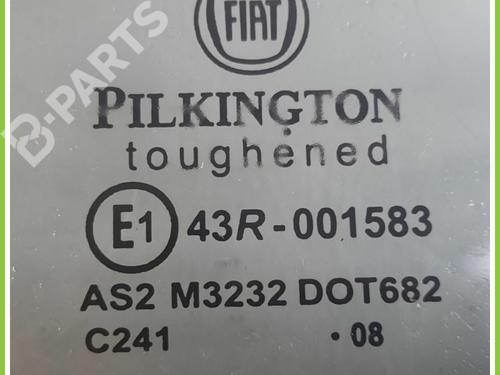 FIAT
B-PARTS
PILKINGTON
toughened
E1 43R-001583
AS2 M3232 DOT682
C241 •08